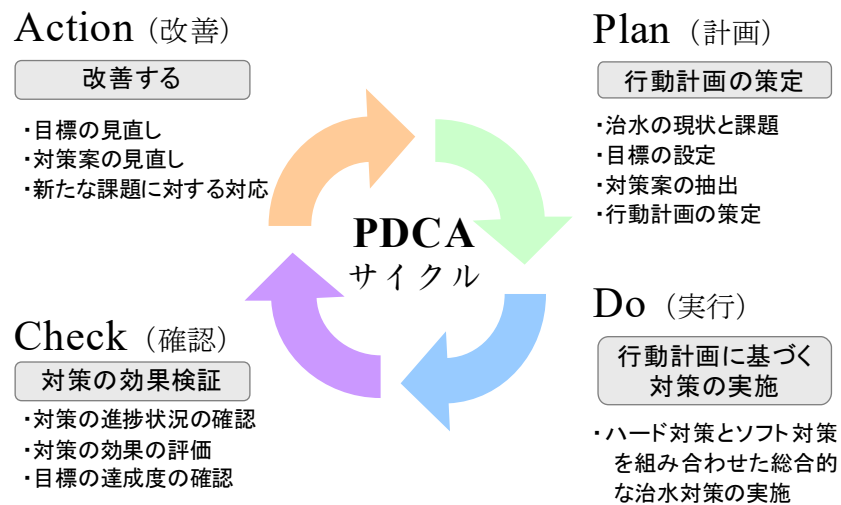 Action（改善）
改善する
・目標の見直し
・対策案の見直し
・新たな課題に対する対応
Plan（計画）
行動計画の策定
・治水の現状と課題
・目標の設定
・対策案の抽出
・行動計画の策定
PDCA
サイクル
Check（確認）
対策の効果検証
・対策の進捗状況の確認
・対策の効果の評価
・目標の達成度の確認
Do（実行）
行動計画に基づく
対策の実施
・ハード対策とソフト対策
を組み合わせた総合的
な治水対策の実施